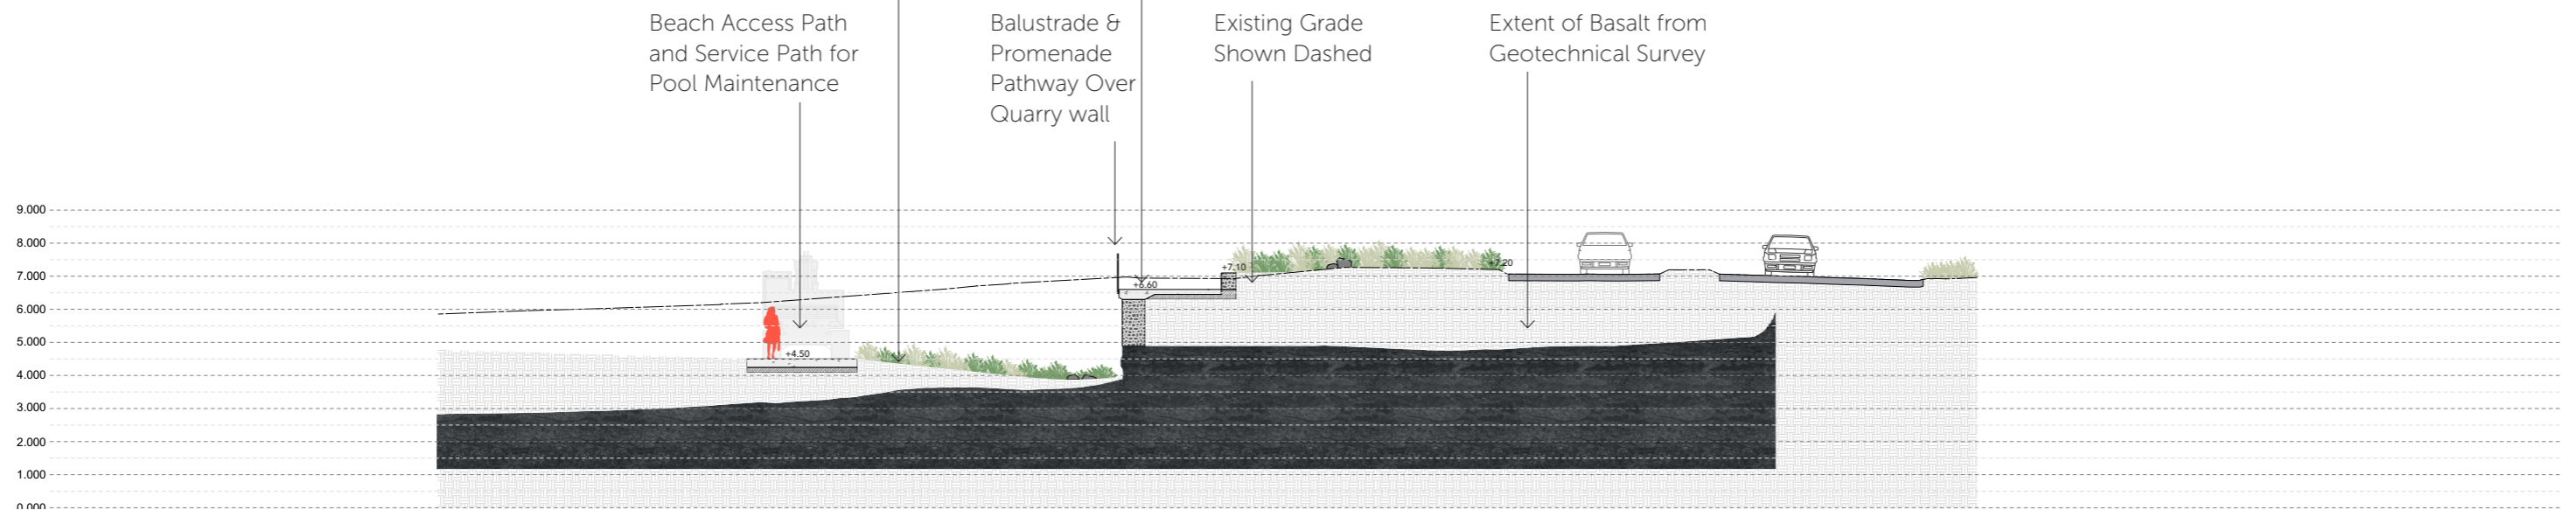 Beach Access Path
and Service Path for
Pool Maintenance
Balustrade &
Promenade
Pathway Over
Quarry wall
Existing Grade
Shown Dashed
Extent of Basalt from
Geotechnical Survey
9.000
8.000
7.000
6.000
5.000
4.000
3.000
2.000
1.000
0.000
+4.50
+6.60
+7.10
+7.20